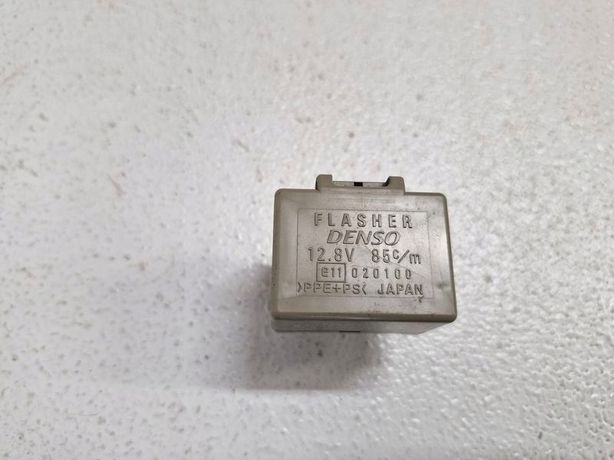 FLASHER
DENSO
12.8V 85c/m
e11 020100
>PPE+PS< JAPAN